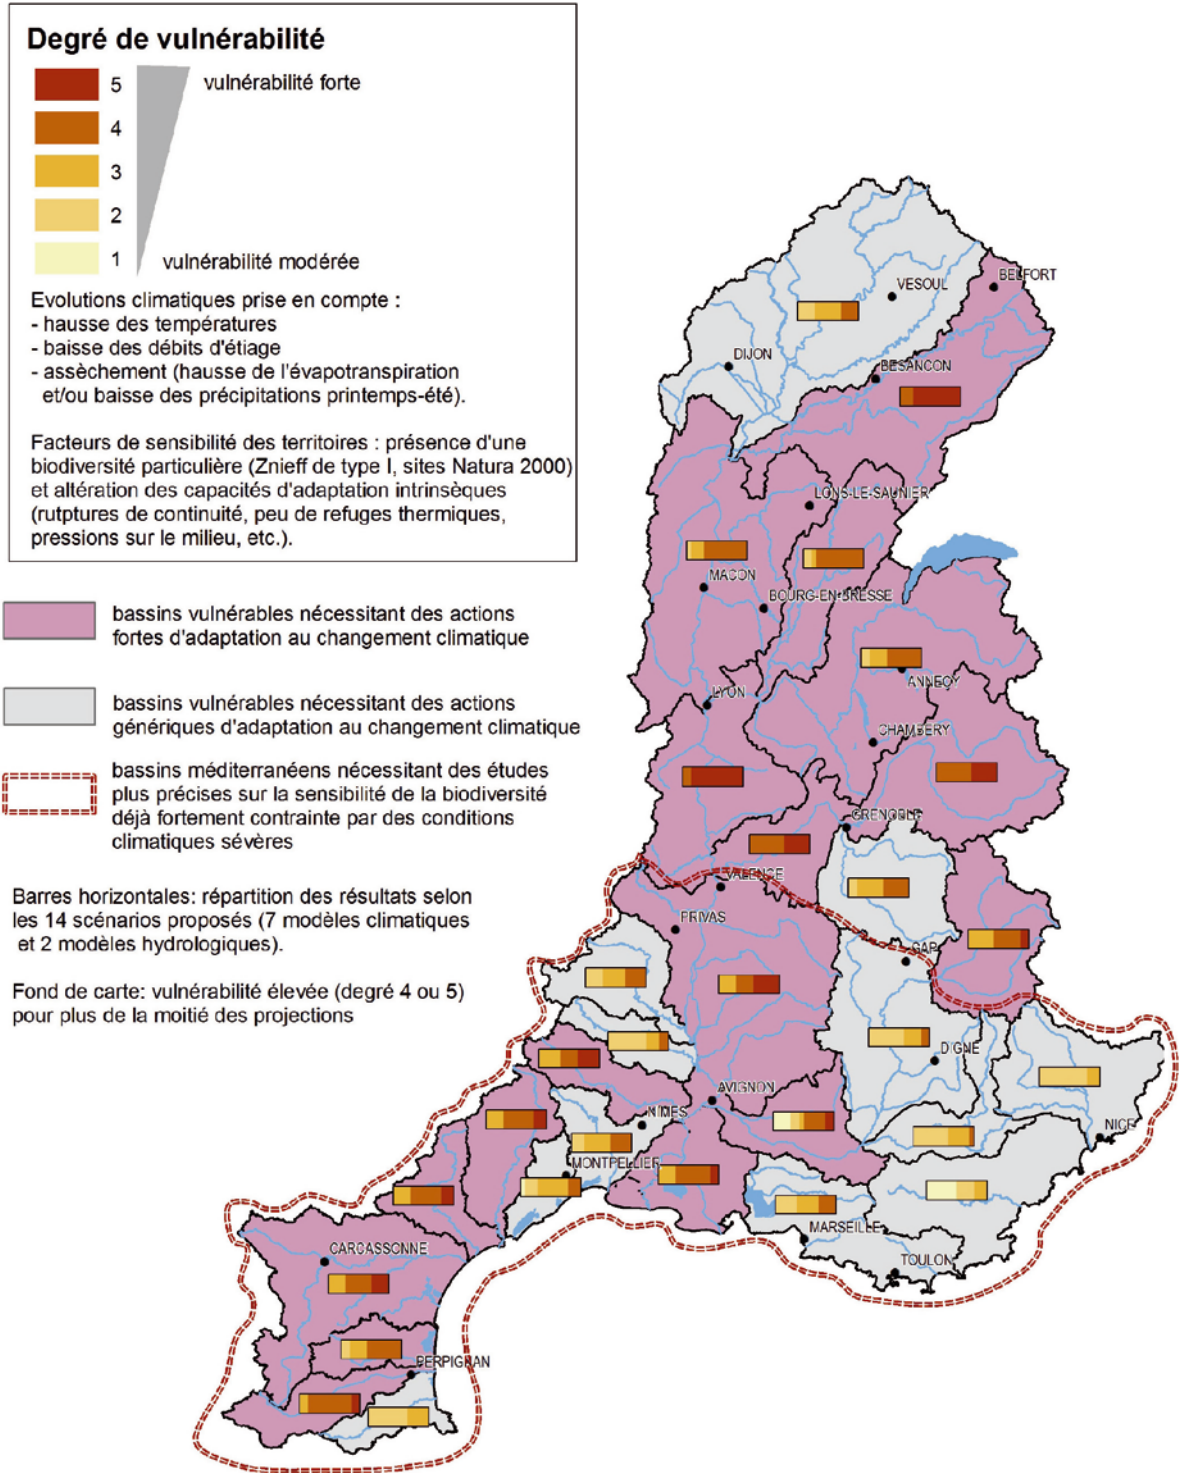 Degré de vulnérabilité
5
vulnérabilité forte
4
3
2
1
vulnérabilité modérée
Evolutions climatiques prise en compte :
- hausse des températures
- baisse des débits d'étiage
- assèchement (hausse de l'évapotranspiration
et/ou baisse des précipitations printemps-été).
Facteurs de sensibilité des territoires : présence d'une
biodiversité particulière (Znieff de type I, sites Natura 2000)
et altération des capacités d'adaptation intrinsèques
(rutptures de continuité, peu de refuges thermiques,
pressions sur le milieu, etc.).
bassins vulnérables nécessitant des actions
fortes d'adaptation au changement climatique
bassins vulnérables nécessitant des actions
génériques d'adaptation au changement climatique
bassins méditerranéens nécessitant des études
plus précises sur la sensibilité de la biodiversité
déjà fortement contrainte par des conditions
climatiques sévères
Barres horizontales: répartition des résultats selon
les 14 scénarios proposés (7 modèles climatiques
et 2 modèles hydrologiques).
Fond de carte: vulnérabilité élevée (degré 4 ou 5)
pour plus de la moitié des projections
BELFORT
VESOUL
DIJON
BESANCON
LONS-LE-SAUNIER
MACON
BOURG-EN-BRESSE
ANNECY
LYON
CHAMBERY
GRENOBLE
VALENCE
PRIVAS
GAP
DIGNE
AVIGNON
NIMES
NICE
MONTPELLIER
MARSEILLE
CARCASSONNE
TOULON
PERPIGNAN